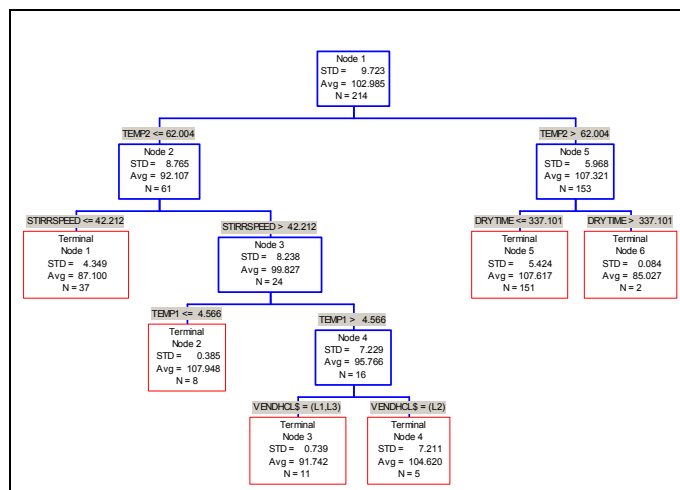 Node 1
STD = 9.723
Avg = 102.985
N = 214
TEMP2 <= 62.004
TEMP2 > 62.004
Node 2
STD = 8.765
Avg = 92.107
N = 61
Node 5
STD = 5.968
Avg = 107.321
N = 153
STIRRSPEED <= 42.212
STIRRSPEED > 42.212
DRYTIME <= 337.101
DRYTIME > 337.101
Terminal
Node 1
STD = 4.349
Avg = 87.100
N = 37
Node 3
STD = 8.238
Avg = 99.827
N = 24
Terminal
Node 5
STD = 5.424
Avg = 107.617
N = 151
Terminal
Node 6
STD = 0.084
Avg = 85.027
N = 2
TEMP1 <= 4.566
TEMP1 > 4.566
Terminal
Node 2
STD = 0.385
Avg = 107.948
N = 8
Node 4
STD = 7.229
Avg = 95.766
N = 16
VENDHCL$ = (L1,L3)
VENDHCL$ = (L2)
Terminal
Node 3
STD = 0.739
Avg = 91.742
N = 11
Terminal
Node 4
STD = 7.211
Avg = 104.620
N = 5